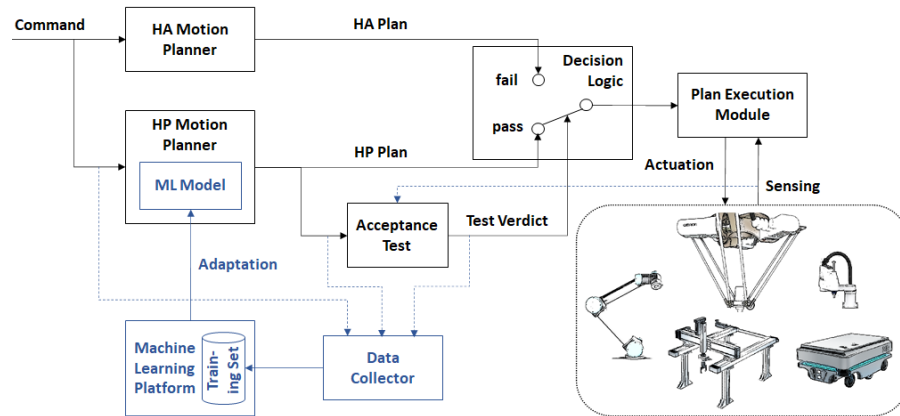 Command
HA Motion
Planner
HA Plan
Decision
Logic
fail
pass
Plan Execution
Module
HP Motion
Planner
ML Model
HP Plan
Actuation
Sensing
Acceptance
Test
Test Verdict
Adaptation
Machine
Learning
Platform
Train-
ing Set
Data
Collector